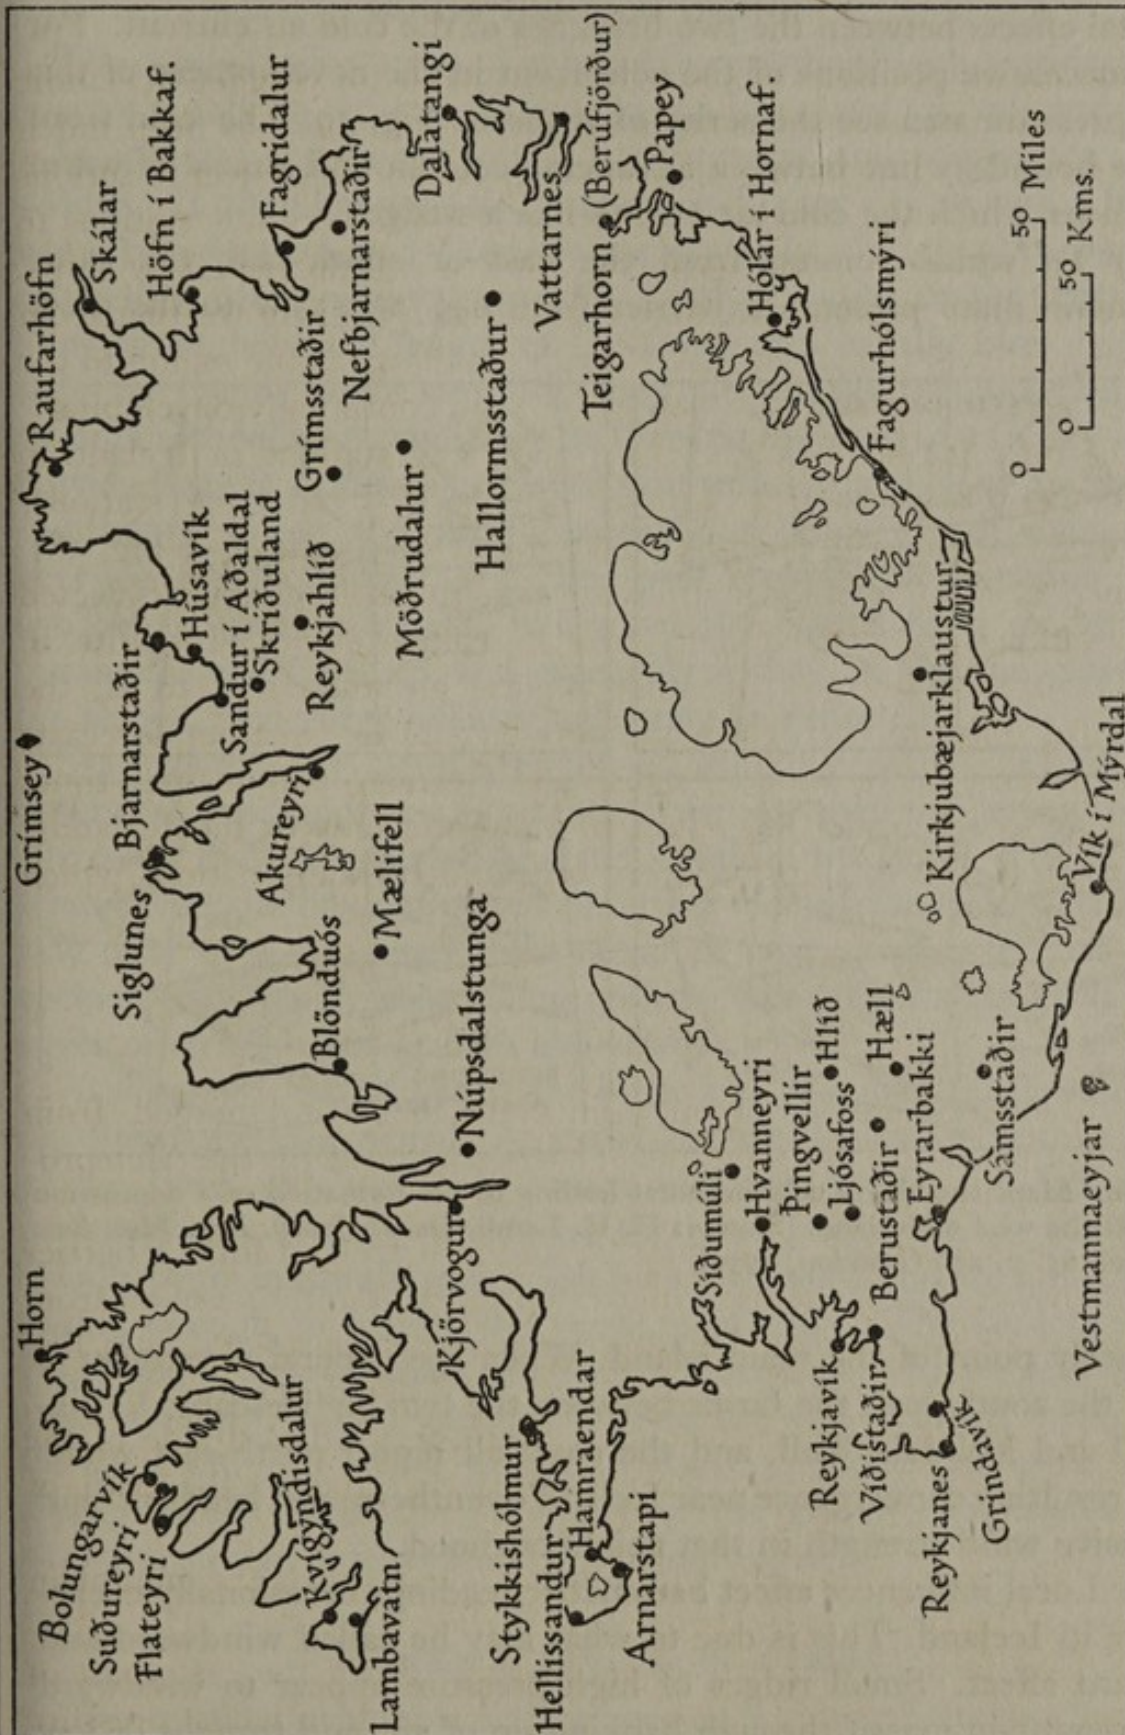 Grímsey
Horn
Raufarhöfn
Skálar
Höfn í Bakkaf.
Fagridalur
Nefbjarnarstaðir
Dalatangi
Bolungarvík
Suðureyri
Flateyri
Siglunes
Bjarnarstaðir
Húsavík
Sandur í Aðaldal
Skriðuland
Grímsstaðir
Reykjahlíð
Akureyri
Blönduós
Mælifell
Möðrudalur
Hallormsstaður
Vattarnes
Kvígyndisdalur
Lambavatn
Kjörvogur
Núpsdalstunga
Teigarhorn (Berufjörður)
Papey
Hólar í Hornaf.
Stykkishólmur
Hellissandur
Hamraendar
Arnarstapi
Síðumúli
Hvanneyri
Þingvellir
Ljósafoss
Hlíð
Hæll
Berustaðir
Eyrarbakki
Sámsstaðir
Reykjavík
Víðistaðir
Reykjanes
Grindavík
Vestmannaeyjar
Vík í Mýrdal
Kirkjubæjarklaustur
Fagurhólsmýri
0 50 Miles
0 50 Kms.